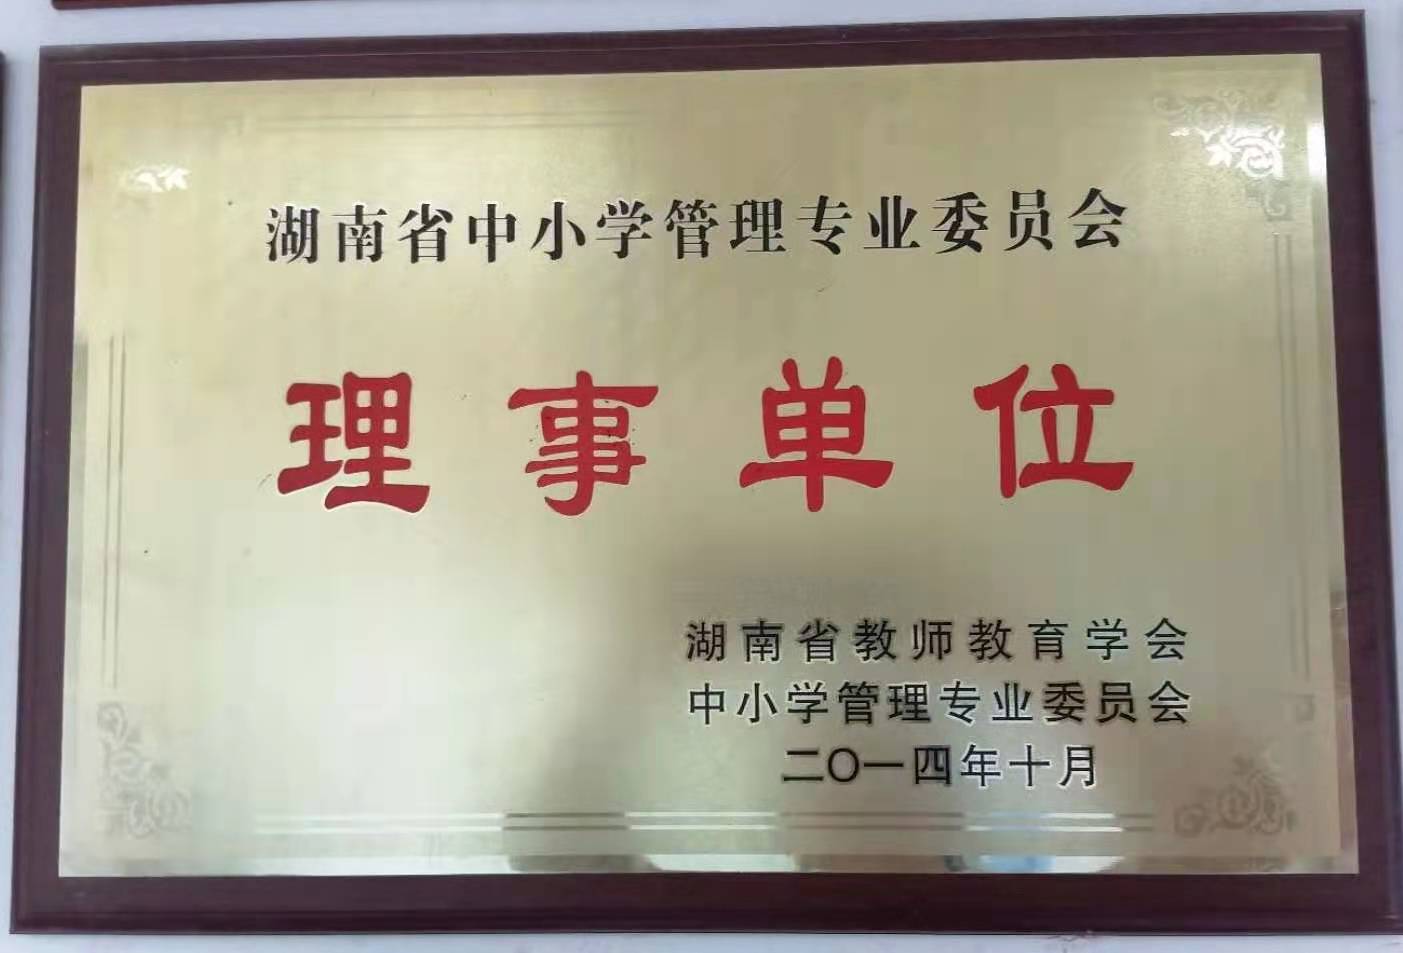 湖南省中小学管理专业委员会
理事单位
湖南省教师教育学会
中小学管理专业委员会
二〇一四年十月